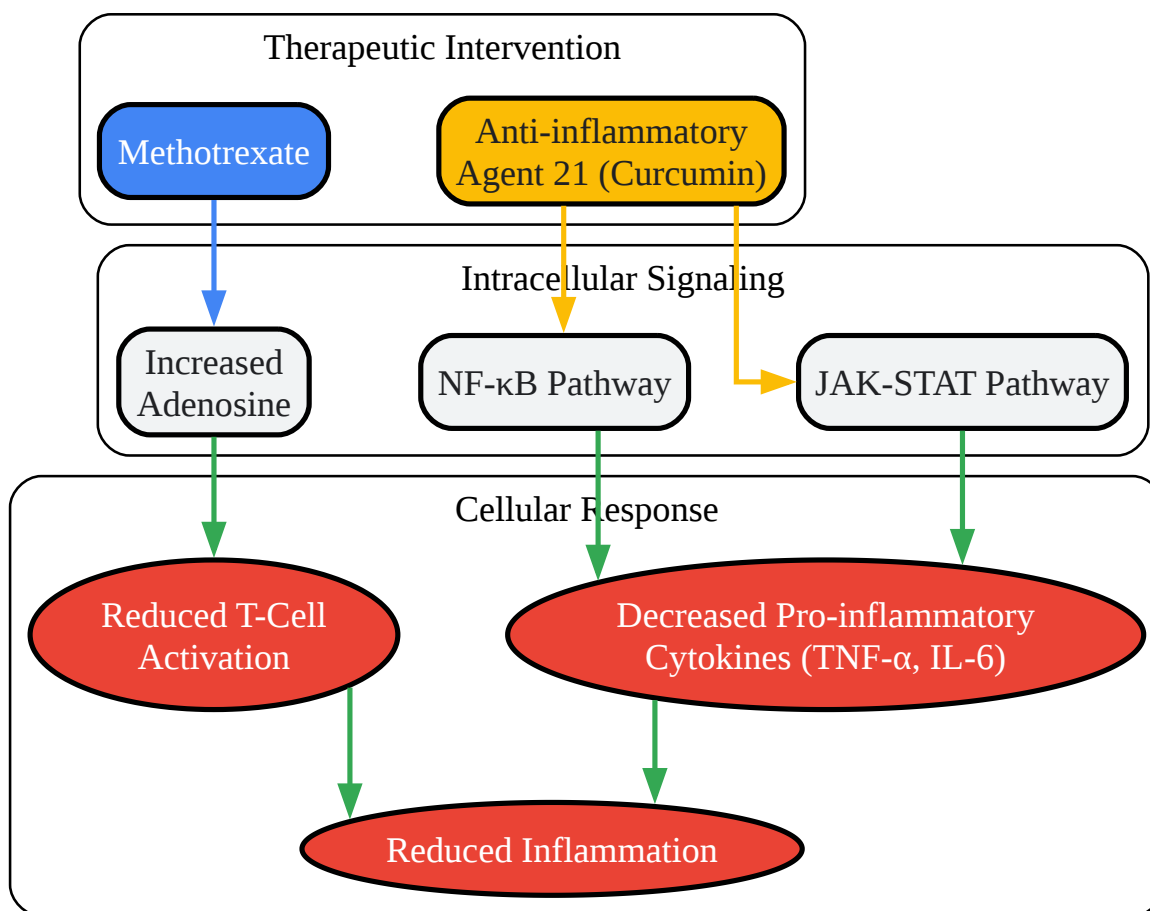 Therapeutic Intervention
Methotrexate
Anti-inflammatory
Agent 21 (Curcumin)
Intracellular Signaling
Increased
Adenosine
NF-κB Pathway
JAK-STAT Pathway
Cellular Response
Reduced T-Cell
Activation
Decreased Pro-inflammatory
Cytokines (TNF-α, IL-6)
Reduced Inflammation